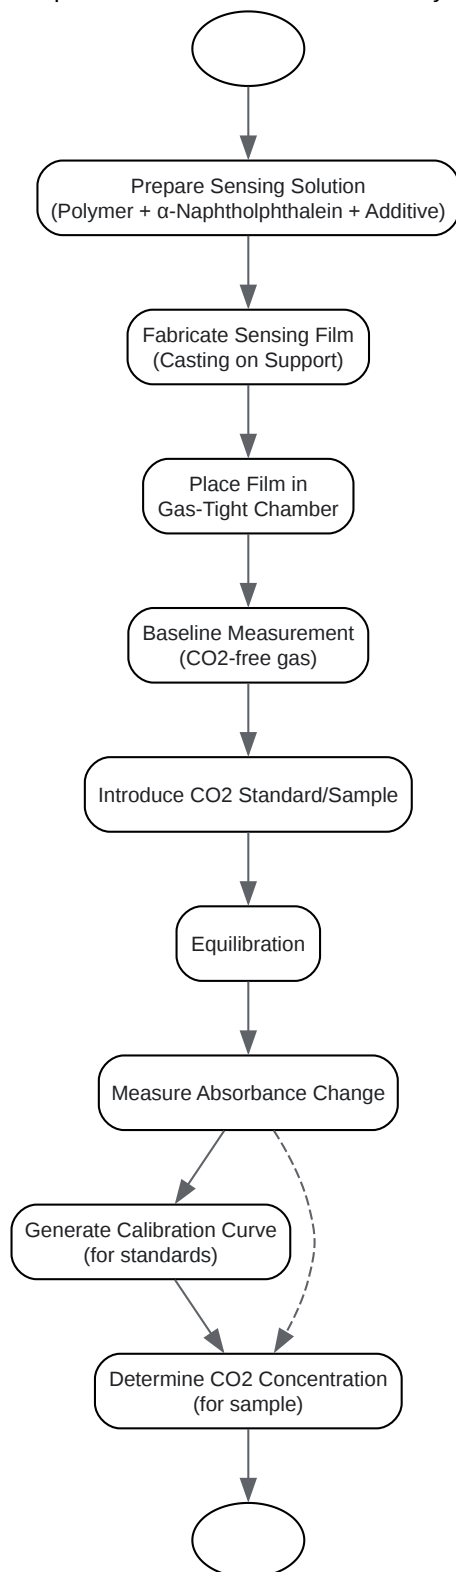 Prepare Sensing Solution
(Polymer + α-Naphtholphthalein + Additive)
Fabricate Sensing Film
(Casting on Support)
Place Film in
Gas-Tight Chamber
Baseline Measurement
(CO2-free gas)
Introduce CO2 Standard/Sample
Equilibration
Measure Absorbance Change
Generate Calibration Curve
(for standards)
Determine CO2 Concentration
(for sample)